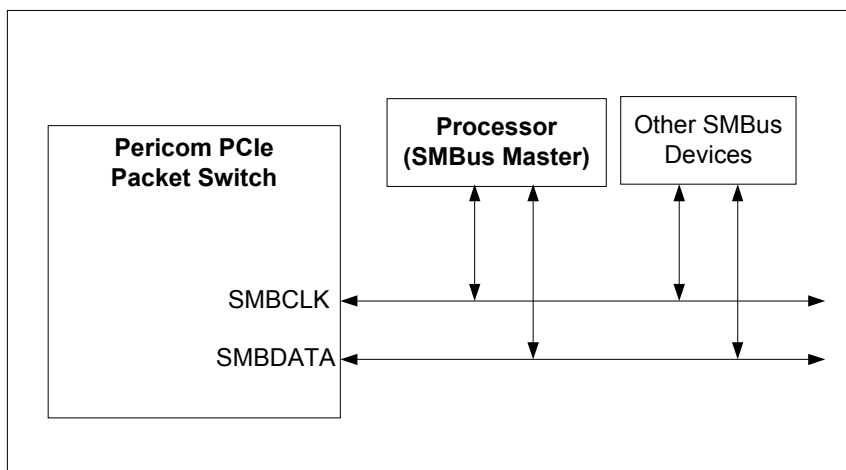 Pericom PCIe
Packet Switch
Processor
(SMBus Master)
Other SMBus
Devices
SMBCLK
SMBDATA